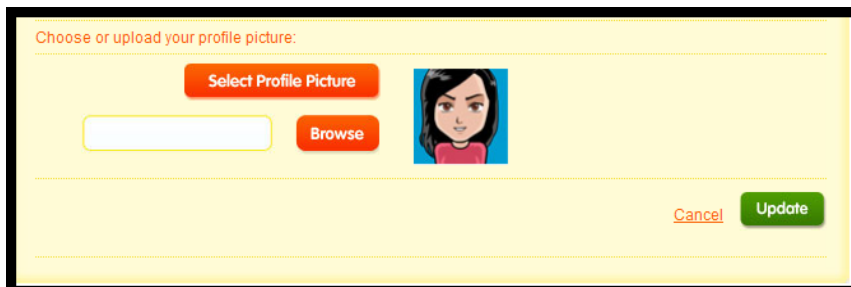 Choose or upload your profile picture:
Select Profile Picture
Browse
Cancel
Update